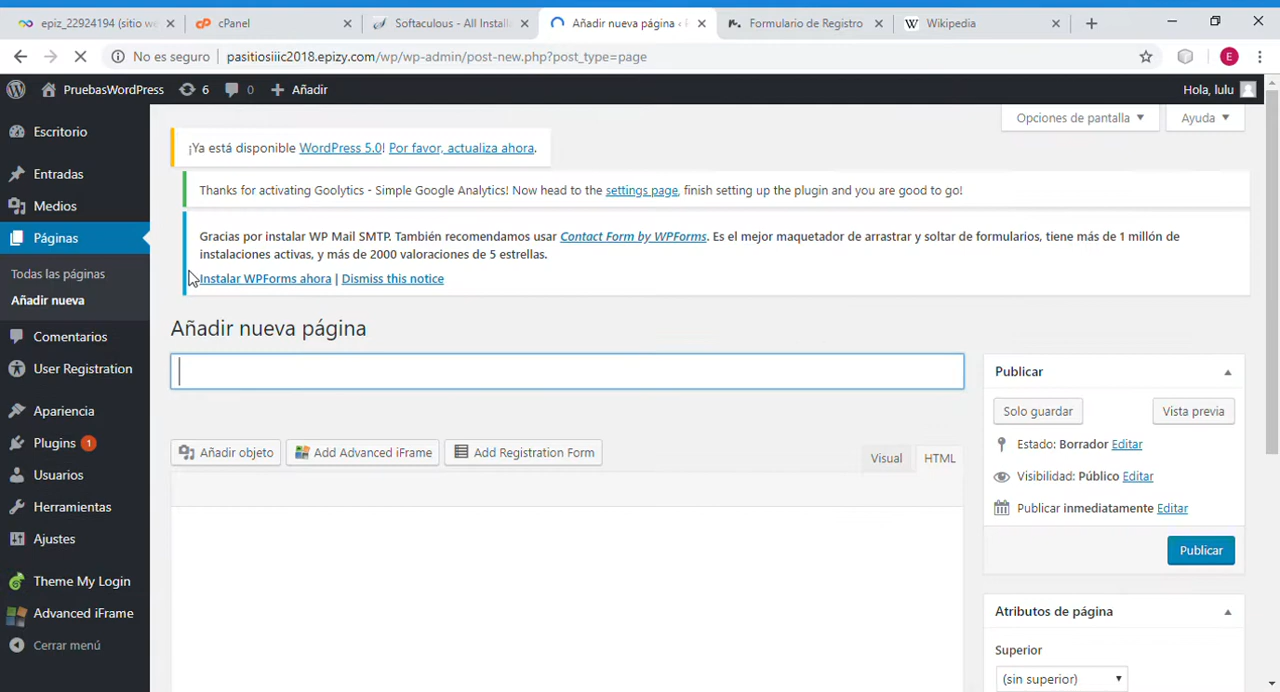 epiz_22924194 (sitio we
cPanel
Softaculous - All Install
Añadir nueva página ‹ P
Formulario de Registro
Wikipedia
No es seguro
pasitiosiiic2018.epizy.com/wp/wp-admin/post-new.php?post_type=page
E
PruebasWordPress
6
0
Añadir
Hola, lulu
Escritorio
Entradas
Medios
Páginas
Todas las páginas
Añadir nueva
Comentarios
User Registration
Apariencia
Plugins 1
Usuarios
Herramientas
Ajustes
Theme My Login
Advanced iFrame
Cerrar menú
Opciones de pantalla
Ayuda
¡Ya está disponible WordPress 5.0! Por favor, actualiza ahora.
Thanks for activating Goolytics - Simple Google Analytics! Now head to the settings page, finish setting up the plugin and you are good to go!
Gracias por instalar WP Mail SMTP. También recomendamos usar Contact Form by WPForms. Es el mejor maquetador de arrastrar y soltar de formularios, tiene más de 1 millón de
instalaciones activas, y más de 2000 valoraciones de 5 estrellas.
Instalar WPForms ahora | Dismiss this notice
Añadir nueva página
Añadir objeto
Add Advanced iFrame
Add Registration Form
Visual
HTML
Publicar
Solo guardar
Vista previa
Estado: Borrador Editar
Visibilidad: Público Editar
Publicar inmediatamente Editar
Publicar
Atributos de página
Superior
(sin superior)